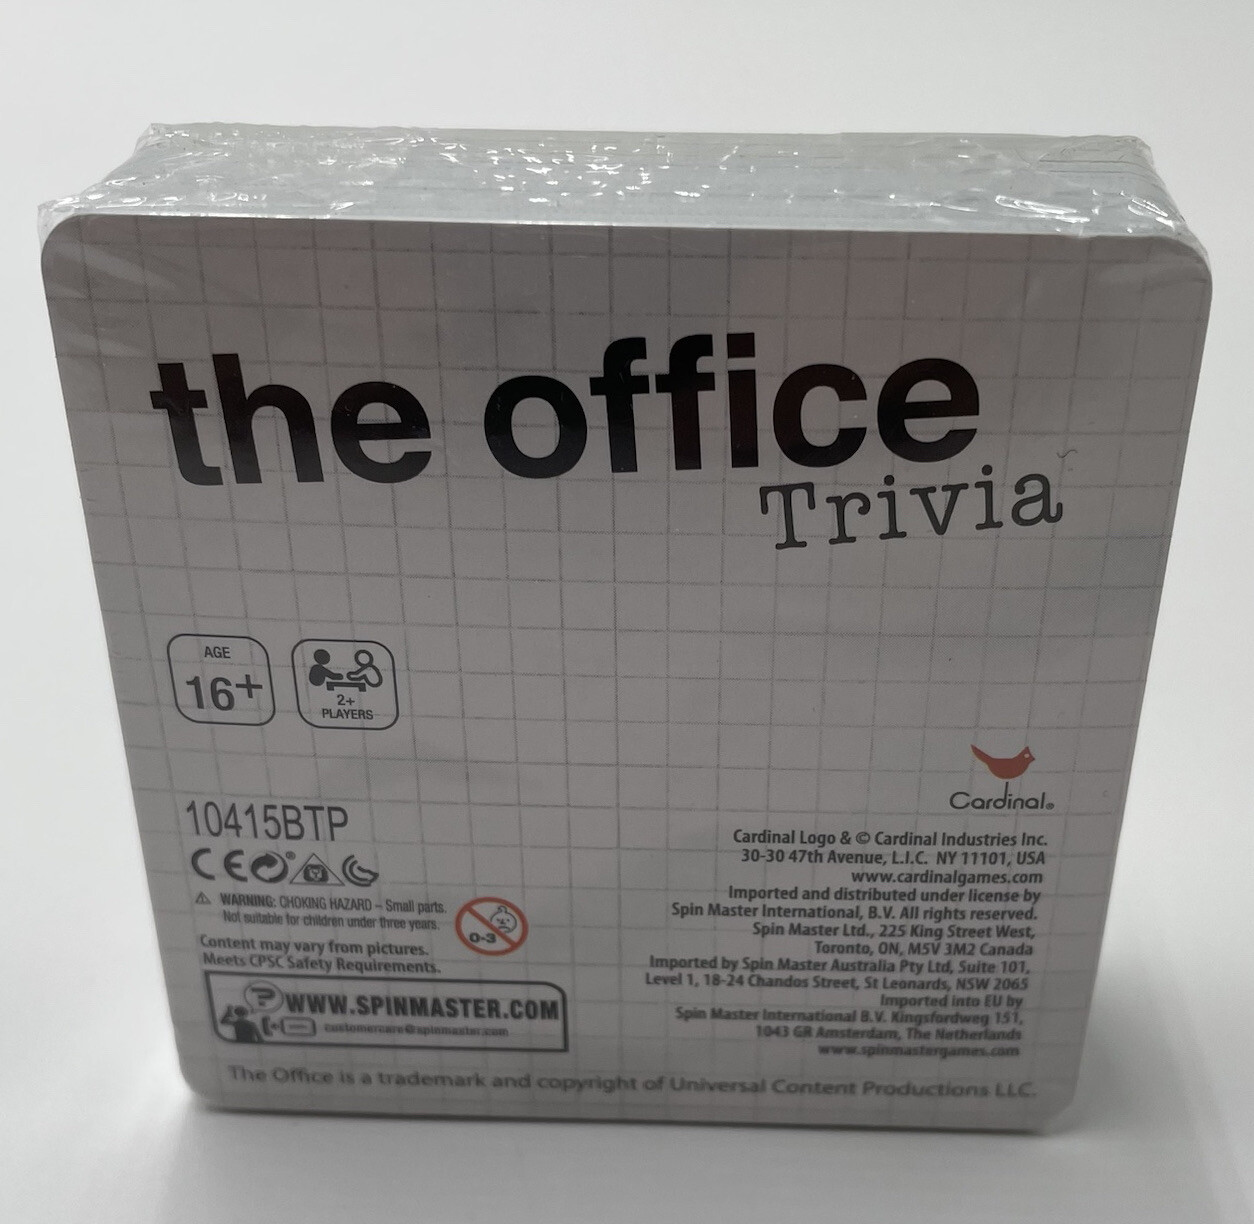 the office
Trivia
AGE
16+
2+
PLAYERS
Cardinal®
10415BTP
CE
⚠ WARNING: CHOKING HAZARD – Small parts.
Not suitable for children under three years.
0-3
Content may vary from pictures.
Meets CPSC Safety Requirements.
? WWW.SPINMASTER.COM
customercare@spinmaster.com
Cardinal Logo & © Cardinal Industries Inc.
30-30 47th Avenue, L.I.C. NY 11101, USA
www.cardinalgames.com
Imported and distributed under license by
Spin Master International, B.V. All rights reserved.
Spin Master Ltd., 225 King Street West,
Toronto, ON, M5V 3M2 Canada
Imported by Spin Master Australia Pty Ltd, Suite 101,
Level 1, 18-24 Chandos Street, St Leonards, NSW 2065
Imported into EU by
Spin Master International B.V. Kingsfordweg 151,
1043 GR Amsterdam, The Netherlands
www.spinmastergames.com
The Office is a trademark and copyright of Universal Content Productions LLC.